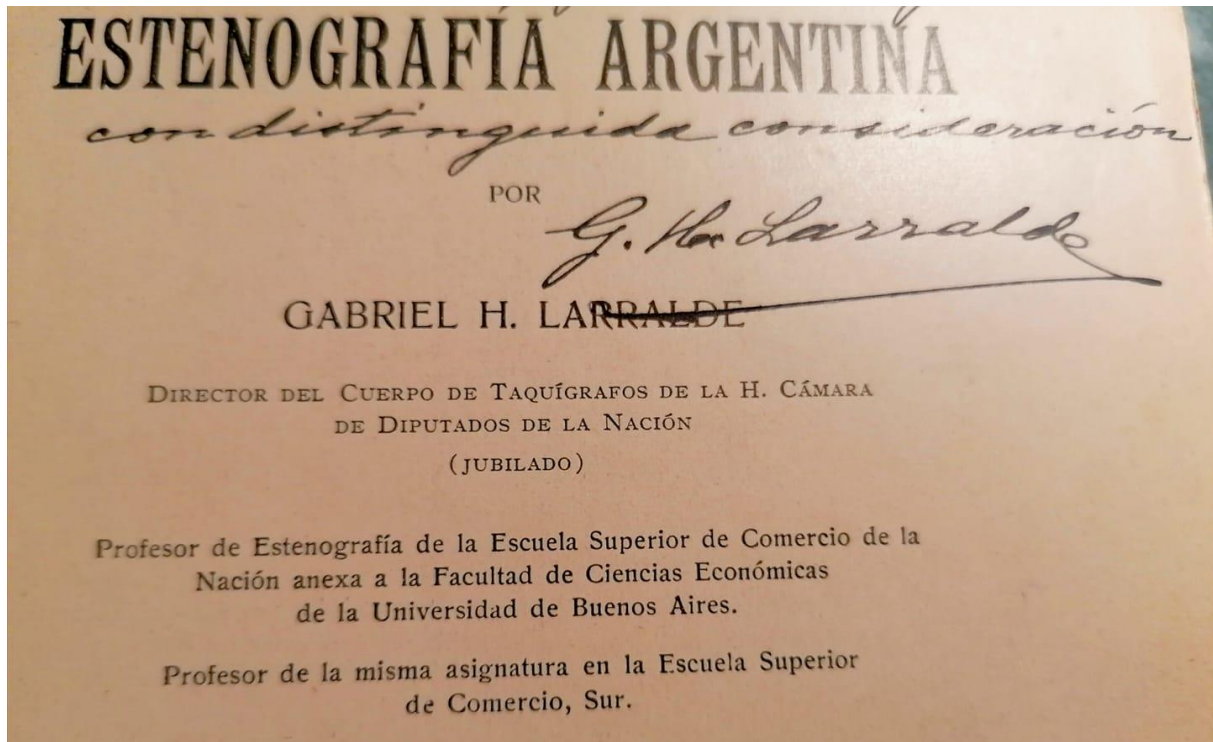 ESTENOGRAFÍA ARGENTINA
con distinguida consideración
POR
G. H. Larralde
GABRIEL H. LARRALDE
DIRECTOR DEL CUERPO DE TAQUÍGRAFOS DE LA H. CÁMARA
DE DIPUTADOS DE LA NACIÓN
(JUBILADO)
Profesor de Estenografía de la Escuela Superior de Comercio de la
Nación anexa a la Facultad de Ciencias Económicas
de la Universidad de Buenos Aires.
Profesor de la misma asignatura en la Escuela Superior
de Comercio, Sur.